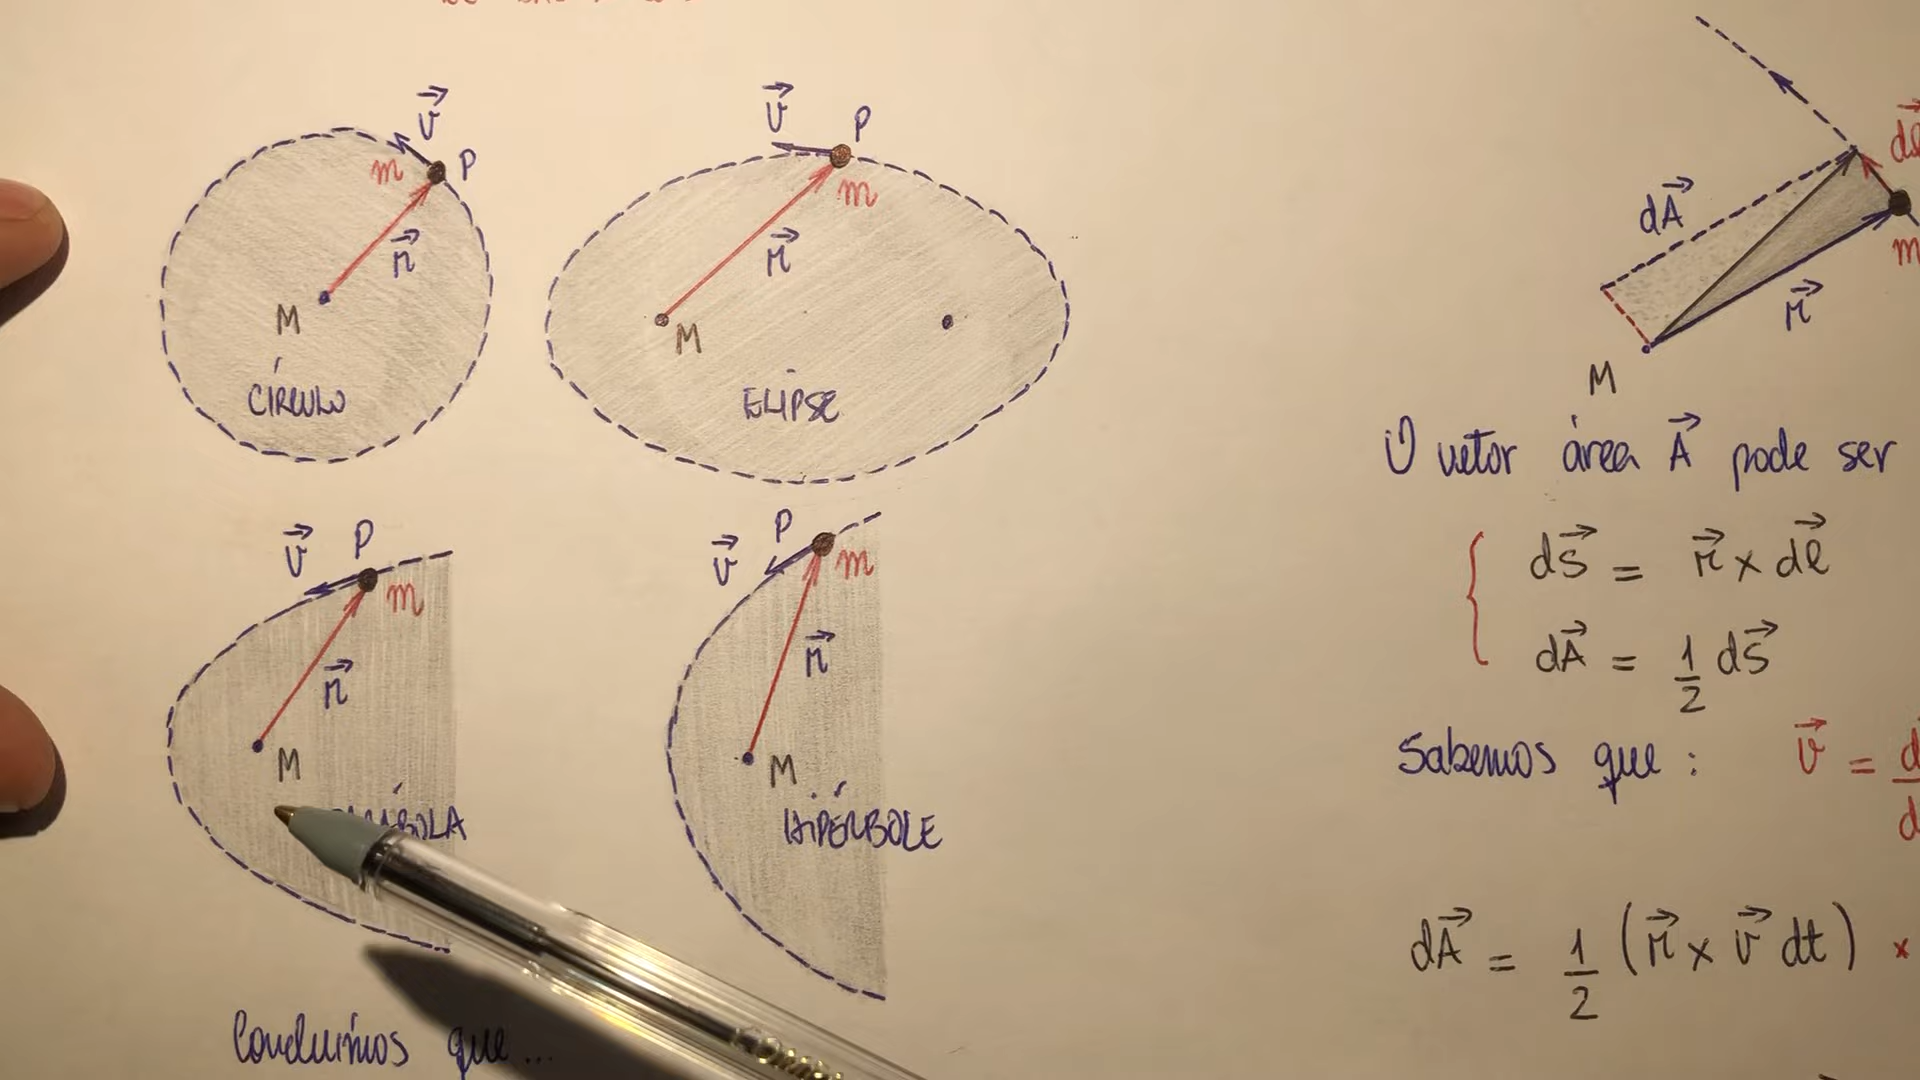 v⃗
P
m
r⃗
M
CÍRCULO
v⃗
P
m
r⃗
M
ELIPSE
v⃗
P
m
r⃗
M
v⃗
P
m
r⃗
M
HIPÉRBOLE
Concluímos que...
dA⃗
m
r⃗
M
O vetor área A⃗ pode ser
dS⃗ = r⃗ x dℓ⃗
dA⃗ = 1/2 dS⃗
Sabemos que : v⃗ =
dA⃗ = 1/2 (r⃗ x v⃗ dt) x